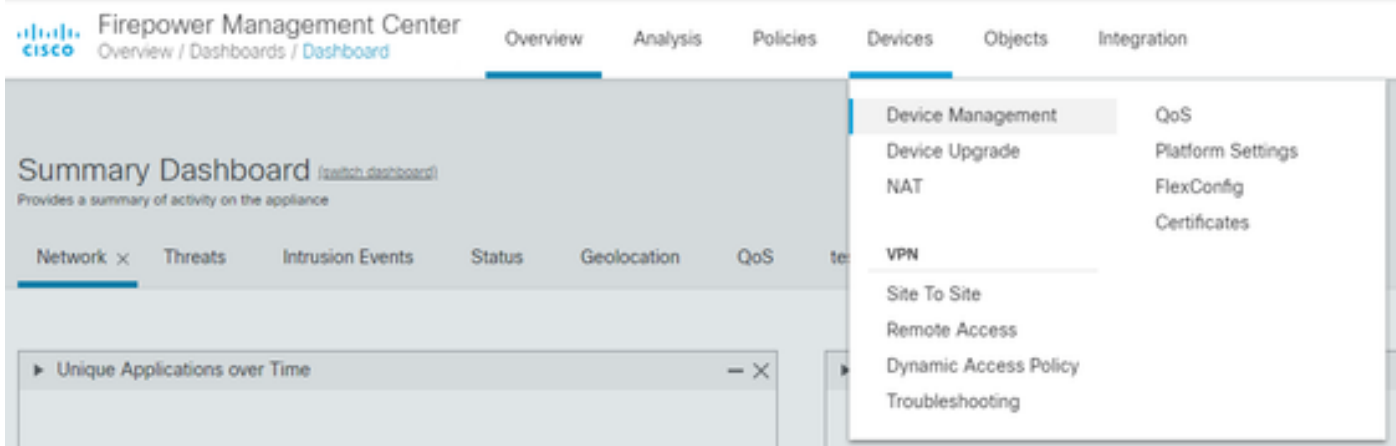 CISCO
Firepower Management Center
Overview / Dashboards / Dashboard
Overview Analysis Policies Devices Objects Integration
Device Management
Device Upgrade
NAT
VPN
Site To Site
Remote Access
Dynamic Access Policy
Troubleshooting
QoS
Platform Settings
FlexConfig
Certificates
Summary Dashboard (switch dashboard)
Provides a summary of activity on the appliance
Network × Threats Intrusion Events Status Geolocation QoS
Unique Applications over Time